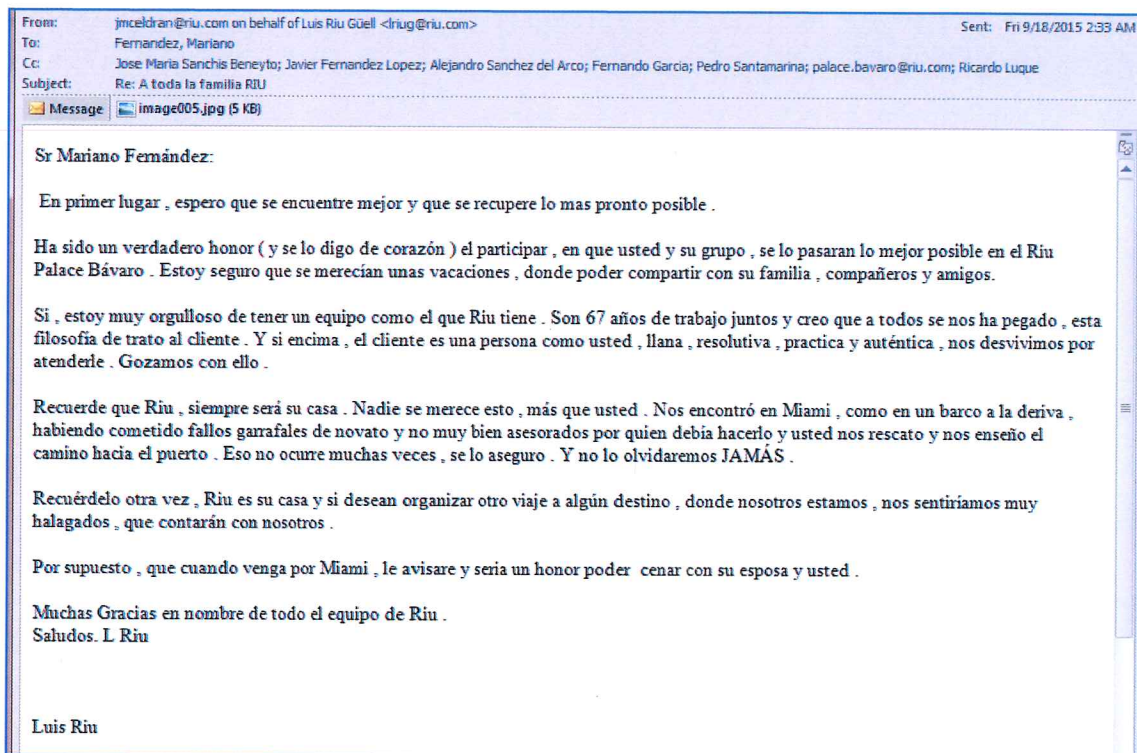 From: jmceldran@riu.com on behalf of Luis Riu Güell <lriug@riu.com> Sent: Fri 9/18/2015 2:33 AM
To: Fernandez, Mariano
Cc: Jose Maria Sanchis Beneyto; Javier Fernandez Lopez; Alejandro Sanchez del Arco; Fernando Garcia; Pedro Santamarina; palace.bavaro@riu.com; Ricardo Luque
Subject: Re: A toda la familia RIU
Message image005.jpg (5 KB)
Sr Mariano Fernández:
En primer lugar , espero que se encuentre mejor y que se recupere lo mas pronto posible .
Ha sido un verdadero honor ( y se lo digo de corazón ) el participar , en que usted y su grupo , se lo pasaran lo mejor posible en el Riu
Palace Bávaro . Estoy seguro que se merecían unas vacaciones , donde poder compartir con su familia , compañeros y amigos.
Si , estoy muy orgulloso de tener un equipo como el que Riu tiene . Son 67 años de trabajo juntos y creo que a todos se nos ha pegado , esta
filosofía de trato al cliente . Y si encima , el cliente es una persona como usted , llana , resolutiva , practica y auténtica , nos desvivimos por
atenderle . Gozamos con ello .
Recuerde que Riu , siempre será su casa . Nadie se merece esto , más que usted . Nos encontró en Miami , como en un barco a la deriva ,
habiendo cometido fallos garrafales de novato y no muy bien asesorados por quien debía hacerlo y usted nos rescato y nos enseño el
camino hacia el puerto . Eso no ocurre muchas veces , se lo aseguro . Y no lo olvidaremos JAMÁS .
Recuérdelo otra vez , Riu es su casa y si desean organizar otro viaje a algún destino , donde nosotros estamos , nos sentiríamos muy
halagados , que contarán con nosotros .
Por supuesto , que cuando venga por Miami , le avisare y seria un honor poder cenar con su esposa y usted .
Muchas Gracias en nombre de todo el equipo de Riu .
Saludos. L Riu
Luis Riu